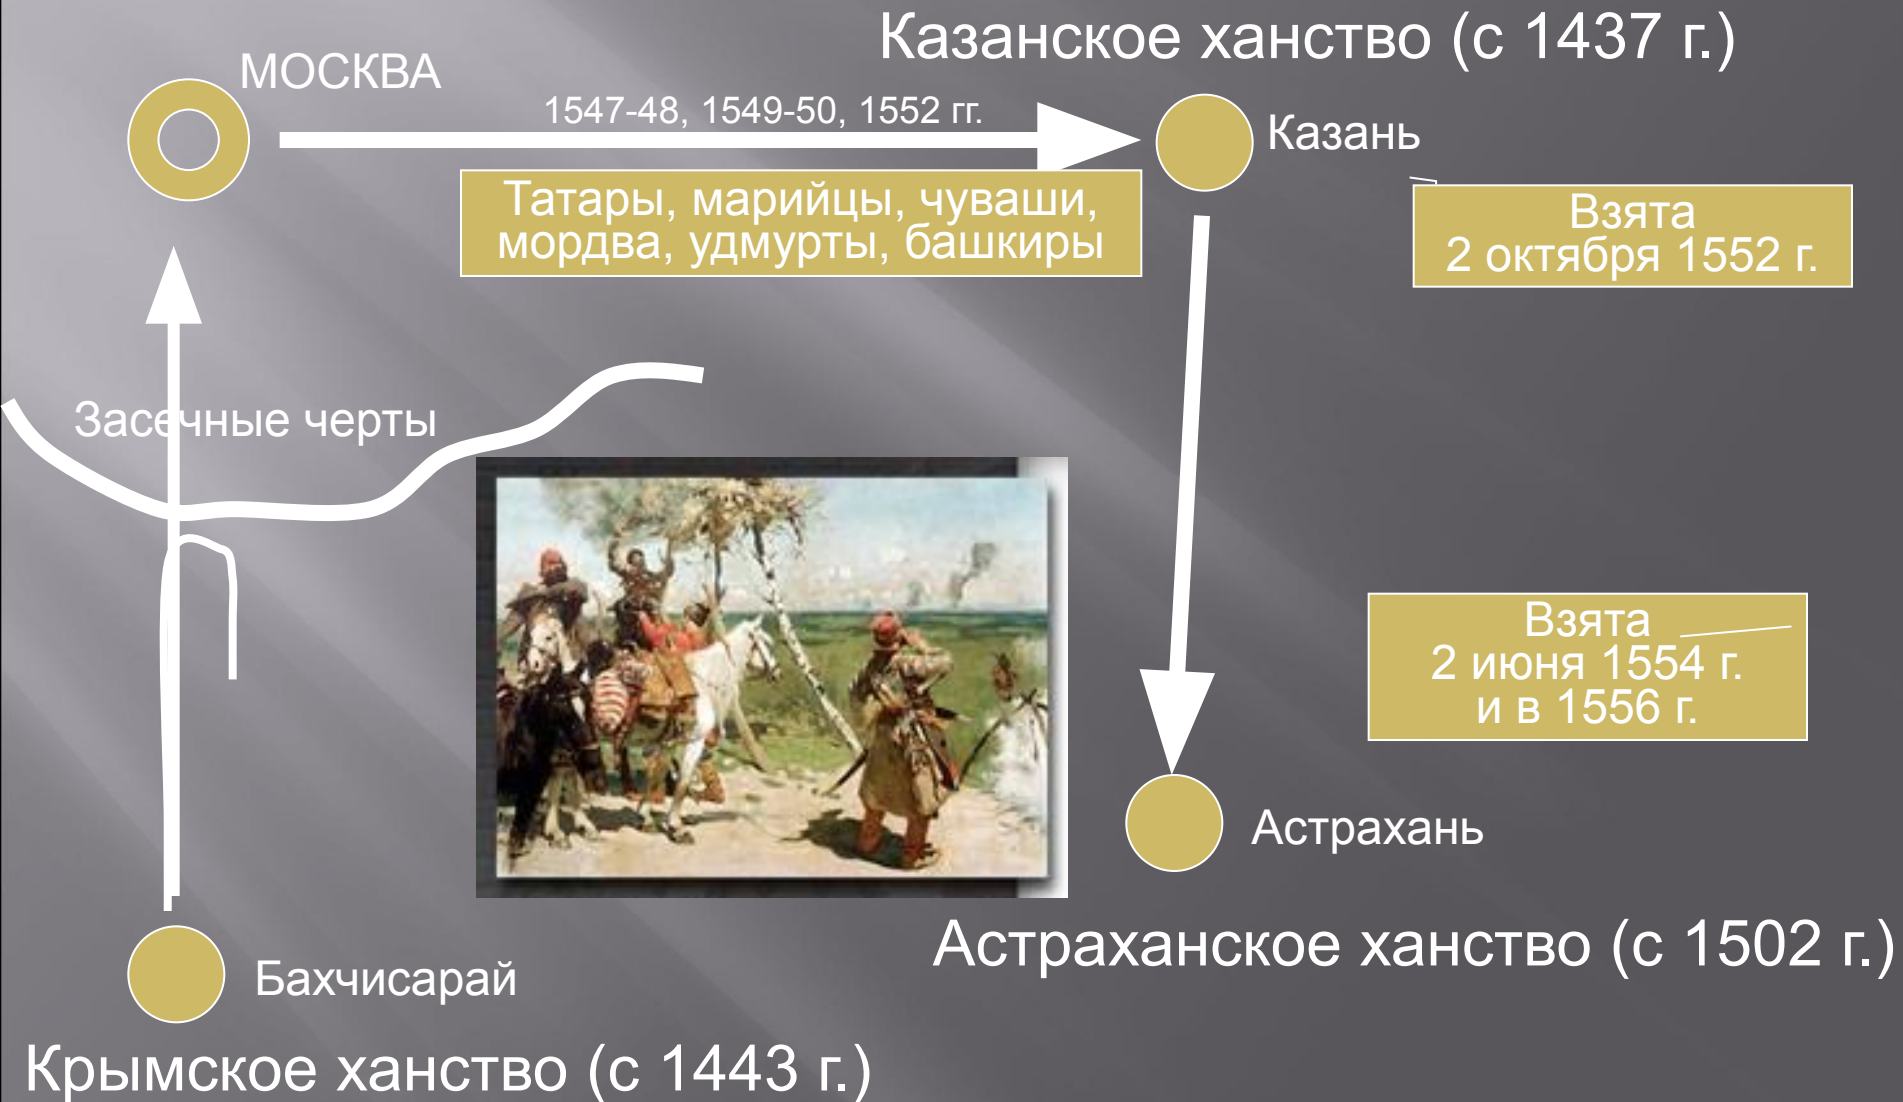 Казанское ханство (с 1437 г.)
МОСКВА
1547-48, 1549-50, 1552 гг.
Казань
Татары, марийцы, чуваши,
мордва, удмурты, башкиры
Взята
2 октября 1552 г.
Засечные черты
Взята
2 июня 1554 г.
и в 1556 г.
Астрахань
Астраханское ханство (с 1502 г.)
Бахчисарай
Крымское ханство (с 1443 г.)